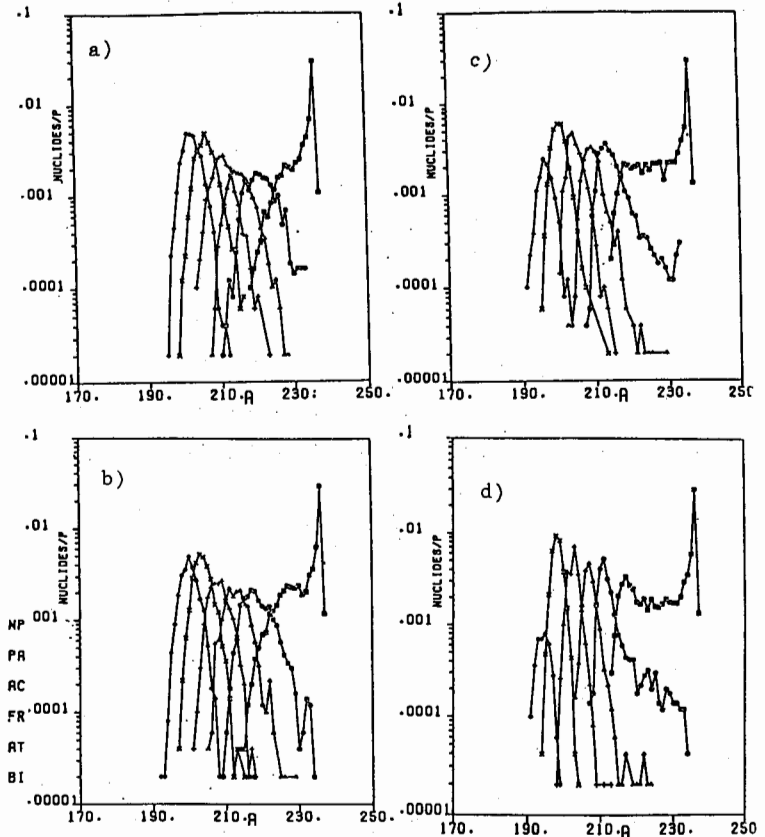 .1
a)
.01
NUCLIDES/P
.001
.0001
.00001
170. 190. 210. A 230. 250.
.1
c)
.01
NUCLIDES/P
.001
.0001
.00001
170. 190. 210. A 230. 250
.1
b)
.01
NUCLIDES/P
NP .001
PA
AC
FR .0001
AT
BI
.00001
170. 190. 210. A 230. 250.
.1
d)
.01
NUCLIDES/P
.001
.0001
.00001
170. 190. 210. A 230. 250.